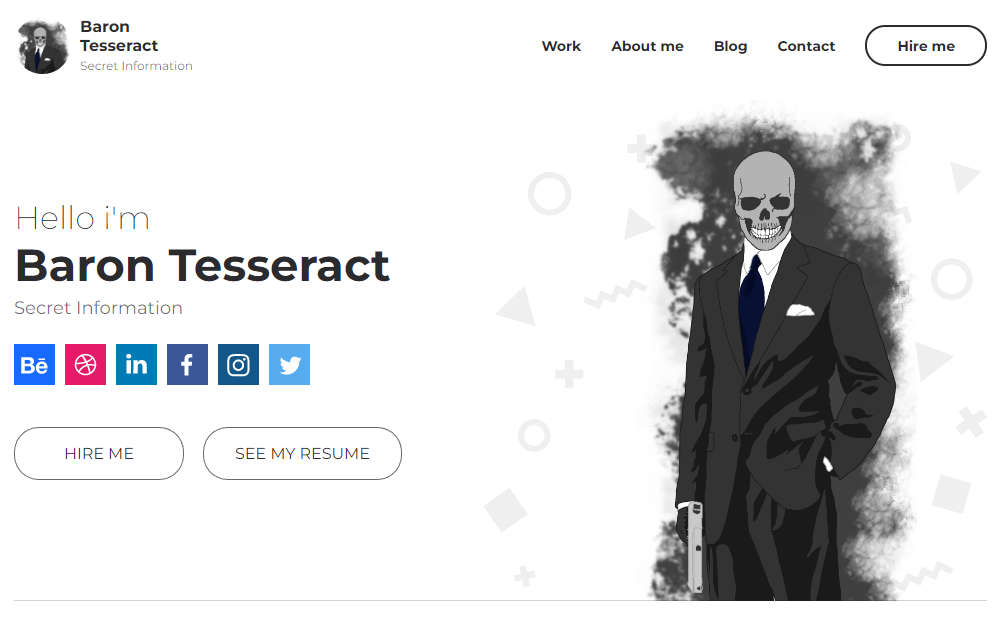 Baron
Tesseract
Secret Information
Work
About me
Blog
Contact
Hire me
Hello i'm
Baron Tesseract
Secret Information
Bē
in
f
HIRE ME
SEE MY RESUME